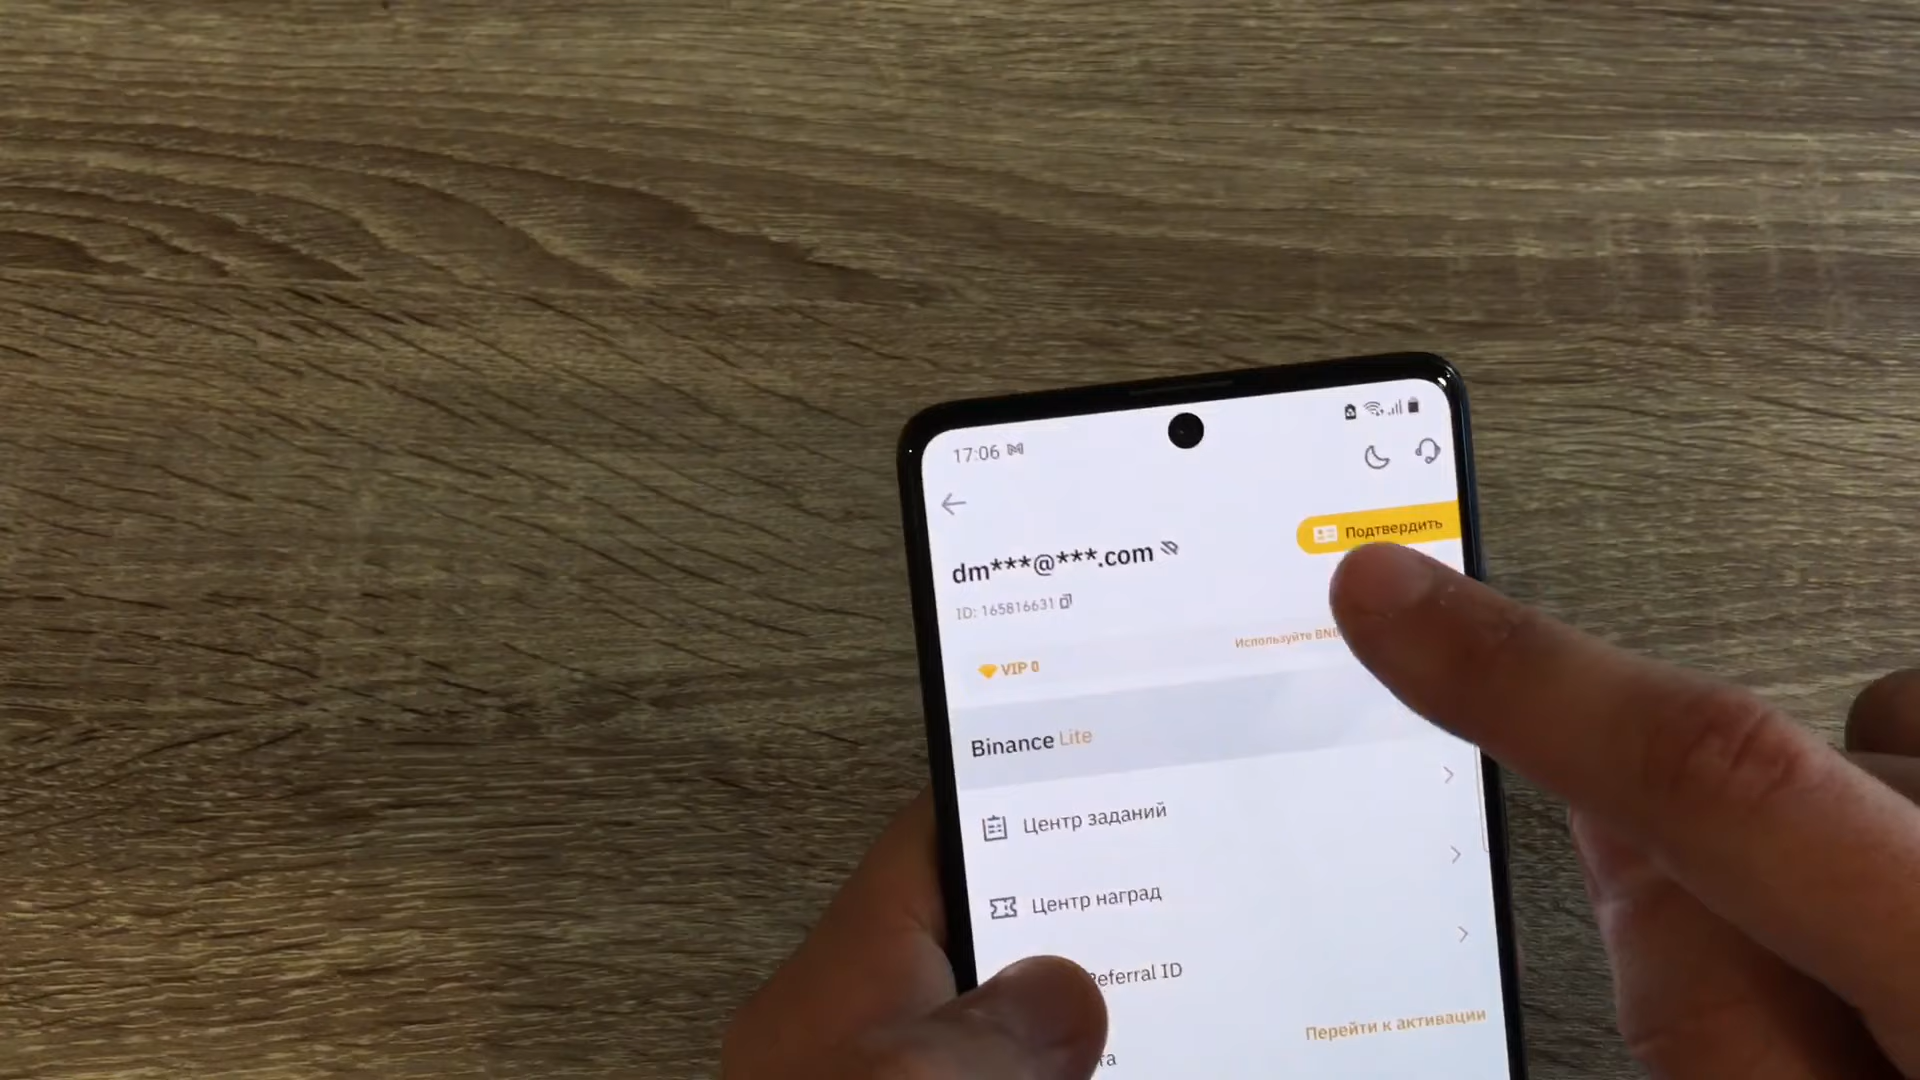 17:06
Подтвердить
dm***@***.com
ID: 165816631
Используйте
VIP 0
Binance Lite
Центр заданий
Центр наград
Referral ID
Перейти к активации